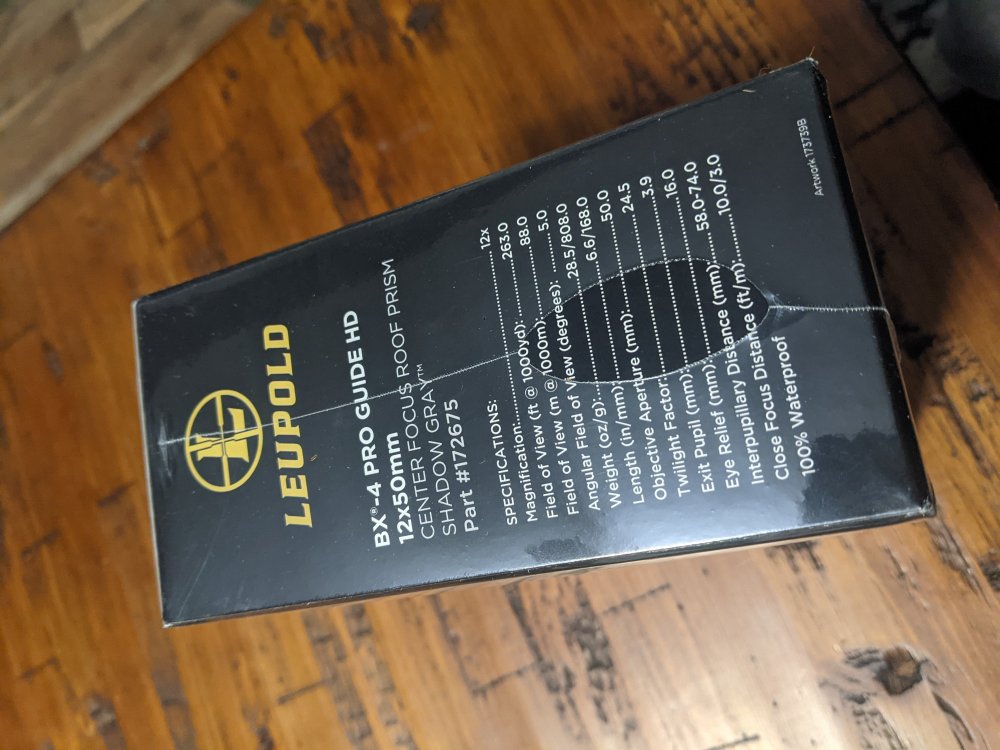 LEUPOLD
BX®-4 PRO GUIDE HD
12x50mm
CENTER FOCUS ROOF PRISM
SHADOW GRAY™
Part #172675
SPECIFICATIONS:
Magnification:..........12x
Field of View (ft @ 1000yd):..........263.0
Field of View (m @ 1000m):..........88.0
Angular Field of View (degrees):..........5.0
Weight (oz/g):..........28.5/808.0
Length (in/mm):..........6.6/168.0
Objective Aperture (mm):..........50.0
Twilight Factor:..........24.5
Exit Pupil (mm):..........3.9
Eye Relief (mm):..........16.0
Interpupillary Distance (mm):..........58.0-74.0
Close Focus Distance (ft/m):..........10.0/3.0
100% Waterproof
Artwork 173739B